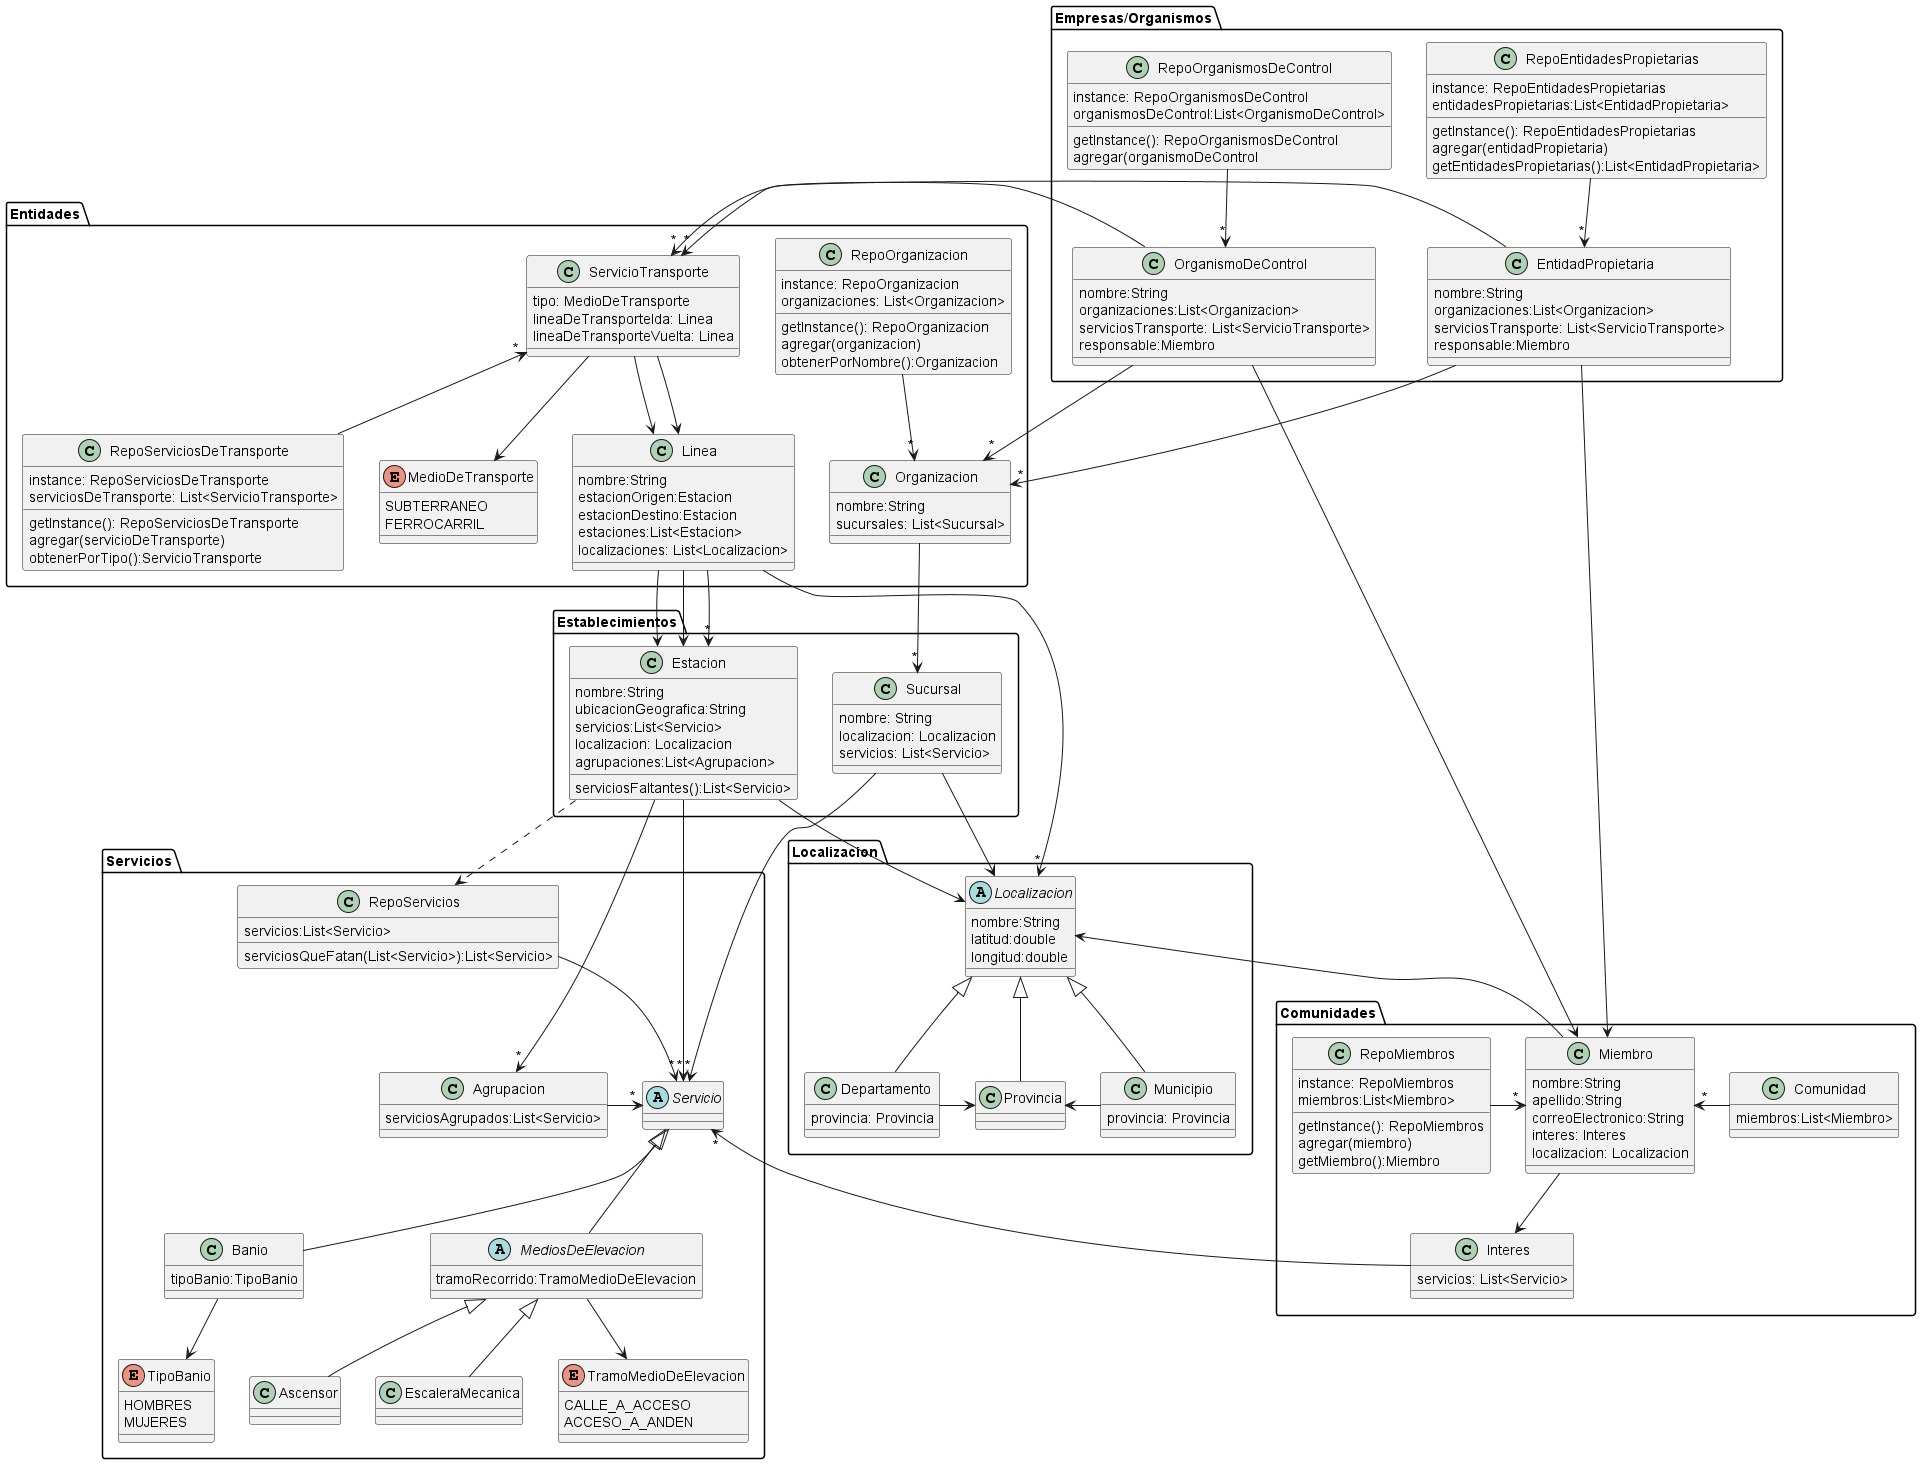 Empresas/Organismos
C RepoOrganismosDeControl
instance: RepoOrganismosDeControl
organismosDeControl:List<OrganismoDeControl>
getInstance(): RepoOrganismosDeControl
agregar(organismoDeControl
C RepoEntidadesPropietarias
instance: RepoEntidadesPropietarias
entidadesPropietarias:List<EntidadPropietaria>
getInstance(): RepoEntidadesPropietarias
agregar(entidadPropietaria)
getEntidadesPropietarias():List<EntidadPropietaria>
* *
C OrganismoDeControl
nombre:String
organizaciones:List<Organizacion>
serviciosTransporte: List<ServicioTransporte>
responsable:Miembro
C EntidadPropietaria
nombre:String
organizaciones:List<Organizacion>
serviciosTransporte: List<ServicioTransporte>
responsable:Miembro
Entidades
* *
C ServicioTransporte
tipo: MedioDeTransporte
lineaDeTransporteIda: Linea
lineaDeTransporteVuelta: Linea
*
C RepoOrganizacion
instance: RepoOrganizacion
organizaciones: List<Organizacion>
getInstance(): RepoOrganizacion
agregar(organizacion)
obtenerPorNombre():Organizacion
C RepoServiciosDeTransporte
instance: RepoServiciosDeTransporte
serviciosDeTransporte: List<ServicioTransporte>
getInstance(): RepoServiciosDeTransporte
agregar(servicioDeTransporte)
obtenerPorTipo():ServicioTransporte
E MedioDeTransporte
SUBTERRANEO
FERROCARRIL
C Linea
nombre:String
estacionOrigen:Estacion
estacionDestino:Estacion
estaciones:List<Estacion>
localizaciones: List<Localizacion>
* * *
C Organizacion
nombre:String
sucursales: List<Sucursal>
Establecimientos
* *
C Estacion
nombre:String
ubicacionGeografica:String
servicios:List<Servicio>
localizacion: Localizacion
agrupaciones:List<Agrupacion>
serviciosFaltantes():List<Servicio>
C Sucursal
nombre: String
localizacion: Localizacion
servicios: List<Servicio>
Servicios
C RepoServicios
servicios:List<Servicio>
serviciosQueFatan(List<Servicio>):List<Servicio>
*
C Agrupacion
serviciosAgrupados:List<Servicio>
*
* * *
A Servicio
*
C Banio
tipoBanio:TipoBanio
A MediosDeElevacion
tramoRecorrido:TramoMedioDeElevacion
E TipoBanio
HOMBRES
MUJERES
C Ascensor
C EscaleraMecanica
E TramoMedioDeElevacion
CALLE_A_ACCESO
ACCESO_A_ANDEN
Localizacion
*
A Localizacion
nombre:String
latitud:double
longitud:double
C Departamento
provincia: Provincia
C Provincia
C Municipio
provincia: Provincia
Comunidades
C RepoMiembros
instance: RepoMiembros
miembros:List<Miembro>
getInstance(): RepoMiembros
agregar(miembro)
getMiembro():Miembro
*
C Miembro
nombre:String
apellido:String
correoElectronico:String
interes: Interes
localizacion: Localizacion
*
C Comunidad
miembros:List<Miembro>
C Interes
servicios: List<Servicio>